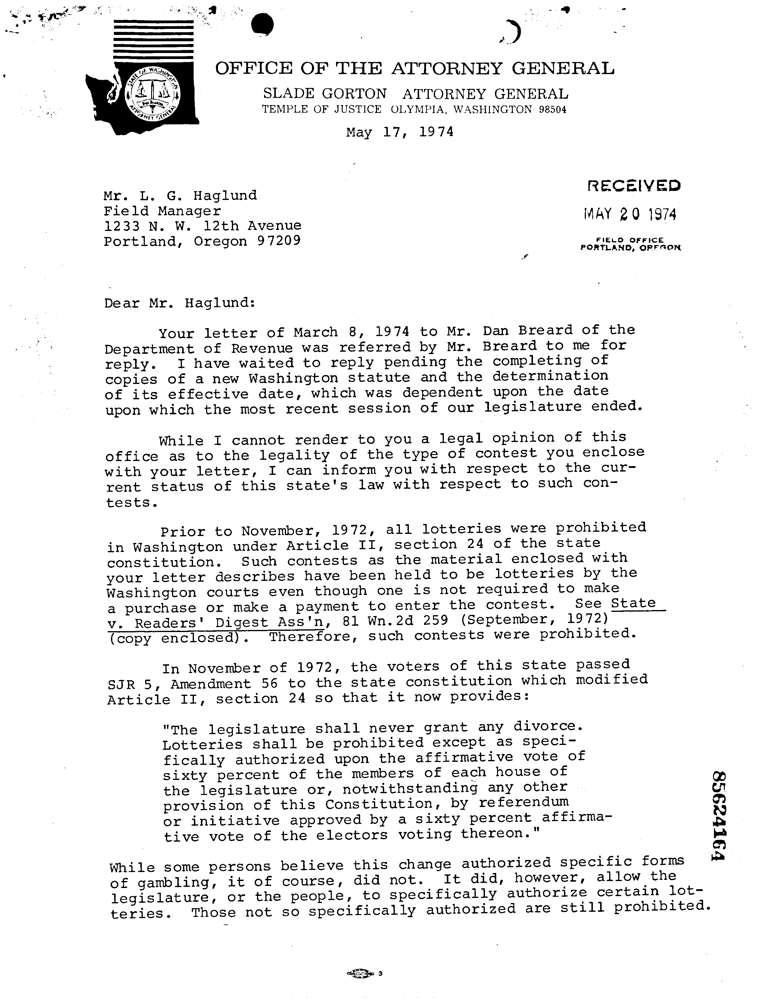 OFFICE OF THE ATTORNEY GENERAL
SLADE GORTON ATTORNEY GENERAL
TEMPLE OF JUSTICE OLYMPIA, WASHINGTON 98504
May 17, 1974
RECEIVED
MAY 20 1974
FIELD OFFICE
PORTLAND, OREGON
Mr. L. G. Haglund
Field Manager
1233 N. W. 12th Avenue
Portland, Oregon 97209
Dear Mr. Haglund:
Your letter of March 8, 1974 to Mr. Dan Breard of the
Department of Revenue was referred by Mr. Breard to me for
reply. I have waited to reply pending the completing of
copies of a new Washington statute and the determination
of its effective date, which was dependent upon the date
upon which the most recent session of our legislature ended.
While I cannot render to you a legal opinion of this
office as to the legality of the type of contest you enclose
with your letter, I can inform you with respect to the cur-
rent status of this state's law with respect to such con-
tests.
Prior to November, 1972, all lotteries were prohibited
in Washington under Article II, section 24 of the state
constitution. Such contests as the material enclosed with
your letter describes have been held to be lotteries by the
Washington courts even though one is not required to make
a purchase or make a payment to enter the contest. See State
v. Readers' Digest Ass'n, 81 Wn.2d 259 (September, 1972)
(copy enclosed). Therefore, such contests were prohibited.
In November of 1972, the voters of this state passed
SJR 5, Amendment 56 to the state constitution which modified
Article II, section 24 so that it now provides:
"The legislature shall never grant any divorce.
Lotteries shall be prohibited except as speci-
fically authorized upon the affirmative vote of
sixty percent of the members of each house of
the legislature or, notwithstanding any other
provision of this Constitution, by referendum
or initiative approved by a sixty percent affirma-
tive vote of the electors voting thereon."
While some persons believe this change authorized specific forms
of gambling, it of course, did not. It did, however, allow the
legislature, or the people, to specifically authorize certain lot-
teries. Those not so specifically authorized are still prohibited.
85624164
3